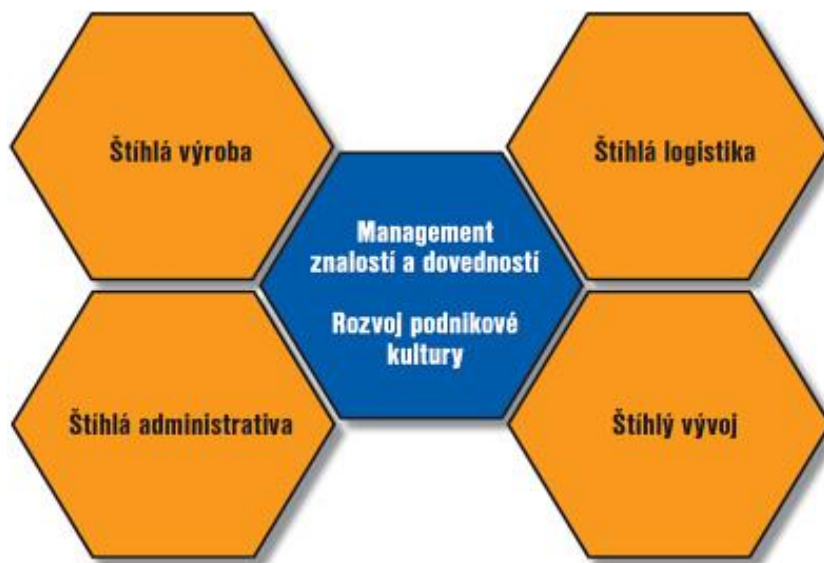 Štíhlá výroba
Štíhlá logistika
Management
znalostí a dovedností
Rozvoj podnikové
kultury
Štíhlá administrativa
Štíhlý vývoj